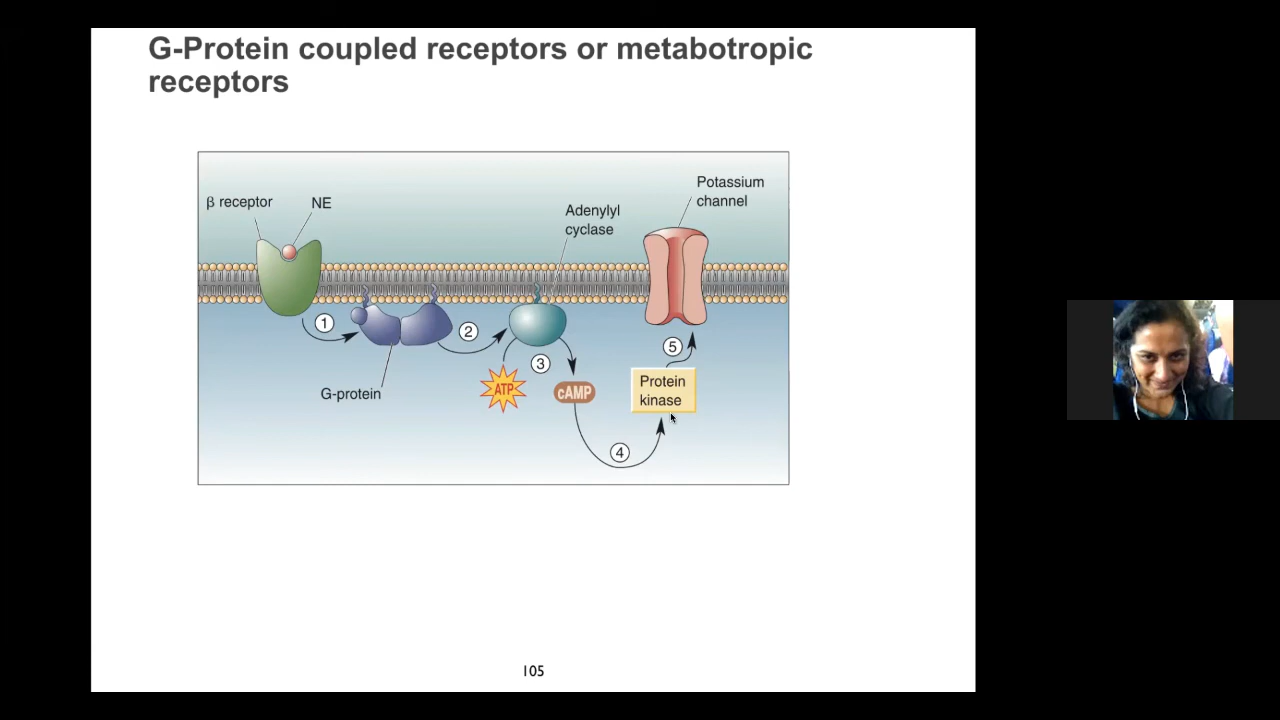 G-Protein coupled receptors or metabotropic
receptors
β receptor
NE
Adenylyl
cyclase
Potassium
channel
1
2
3
5
G-protein
ATP
cAMP
Protein
kinase
4
105